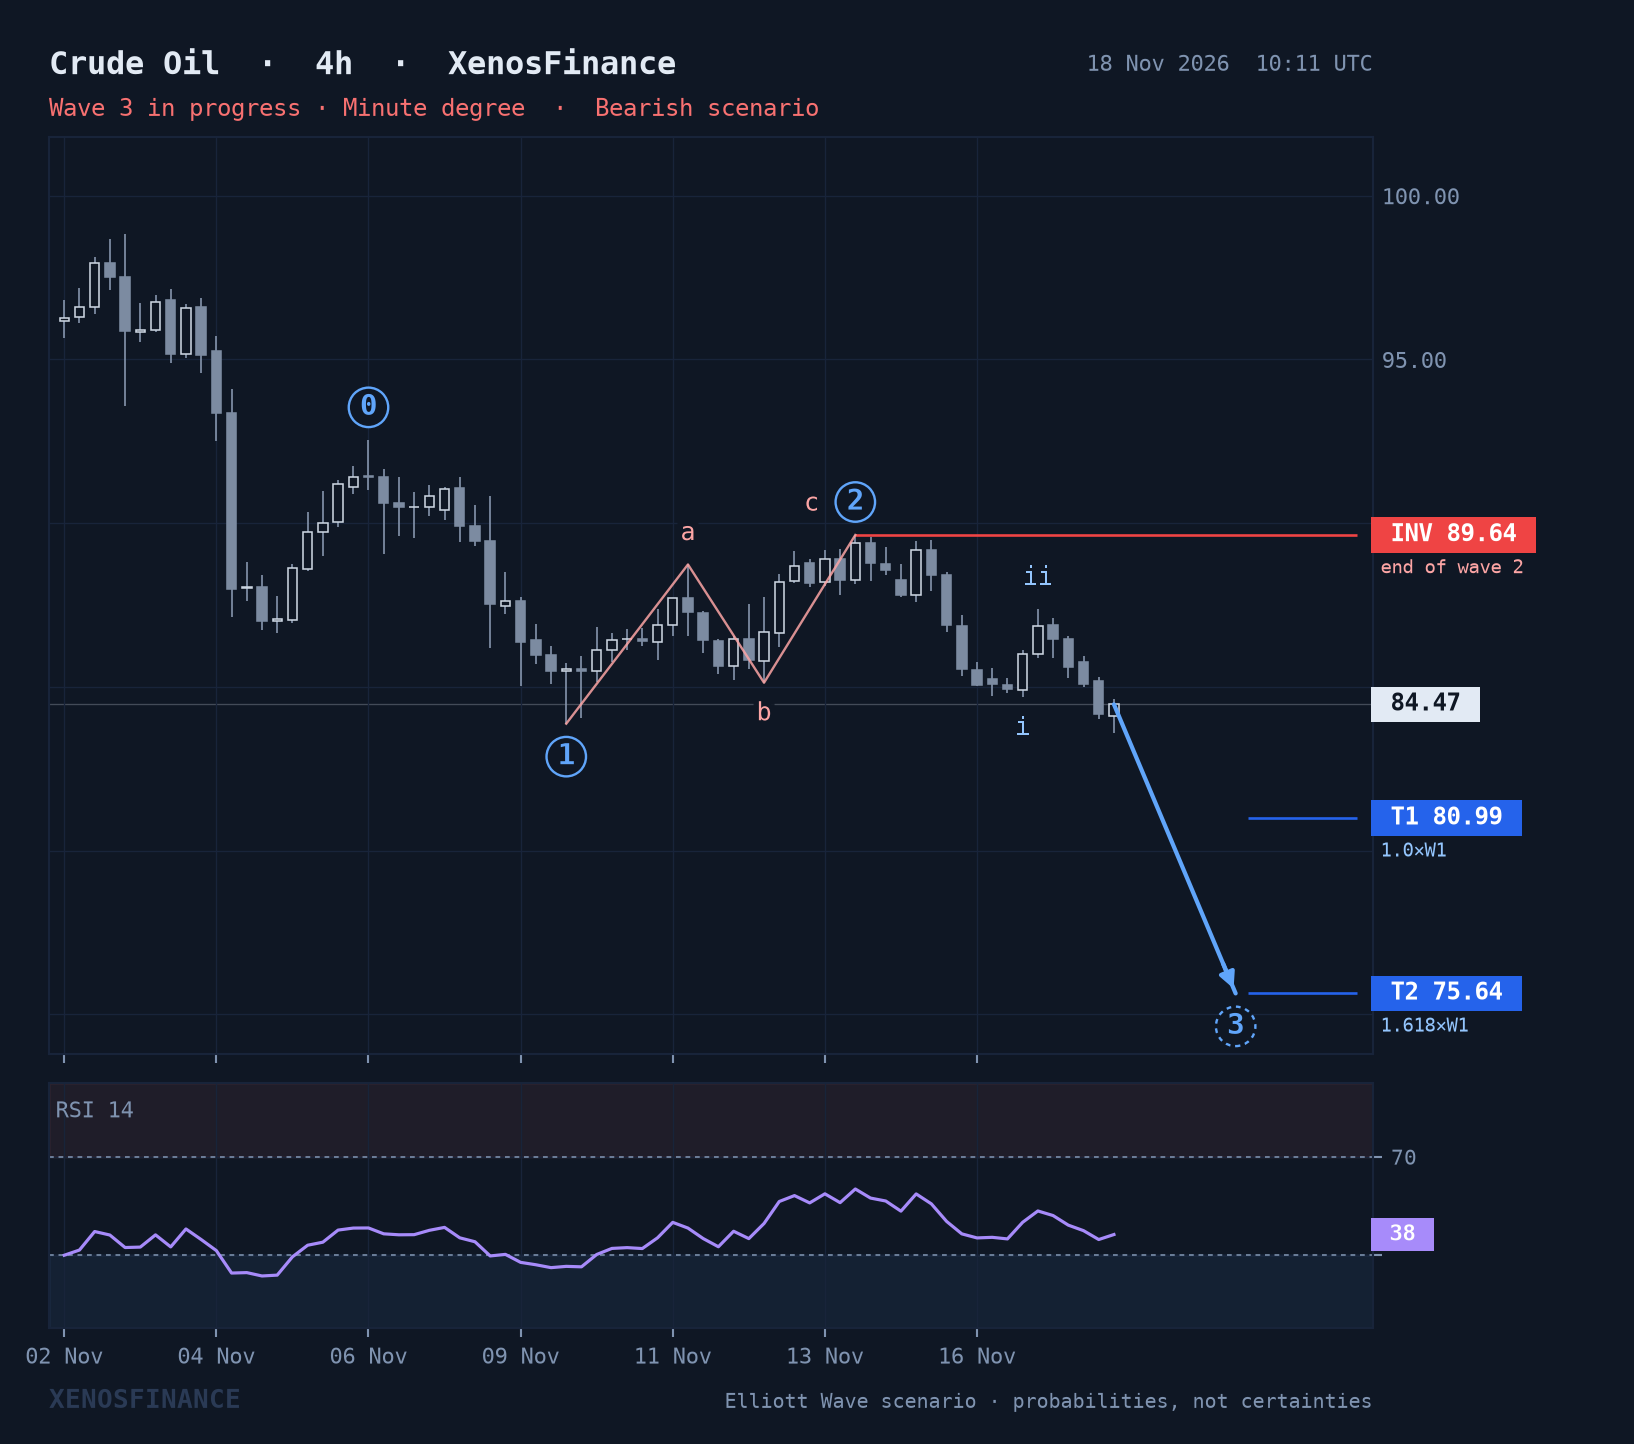 Crude Oil · 4h · XenosFinance
18 Nov 2026 10:11 UTC
Wave 3 in progress · Minute degree · Bearish scenario
100.00
95.00
0
a
c
2
INV 89.64
end of wave 2
ii
b
i
84.47
1
T1 80.99
1.0×W1
T2 75.64
1.618×W1
3
RSI 14
70
38
02 Nov
04 Nov
06 Nov
09 Nov
11 Nov
13 Nov
16 Nov
XENOSFINANCE
Elliott Wave scenario · probabilities, not certainties